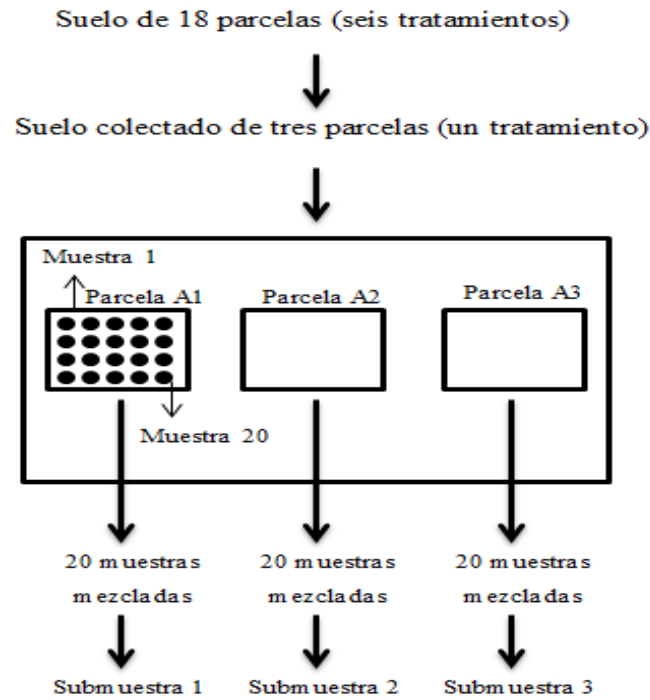 Suelo de 18 parcelas (seis tratamientos)
Suelo colectado de tres parcelas (un tratamiento)
Muestra 1
Parcela A1
Parcela A2
Parcela A3
Muestra 20
20 muestras
mezcladas
20 muestras
mezcladas
20 muestras
mezcladas
Submuestra 1
Submuestra 2
Submuestra 3